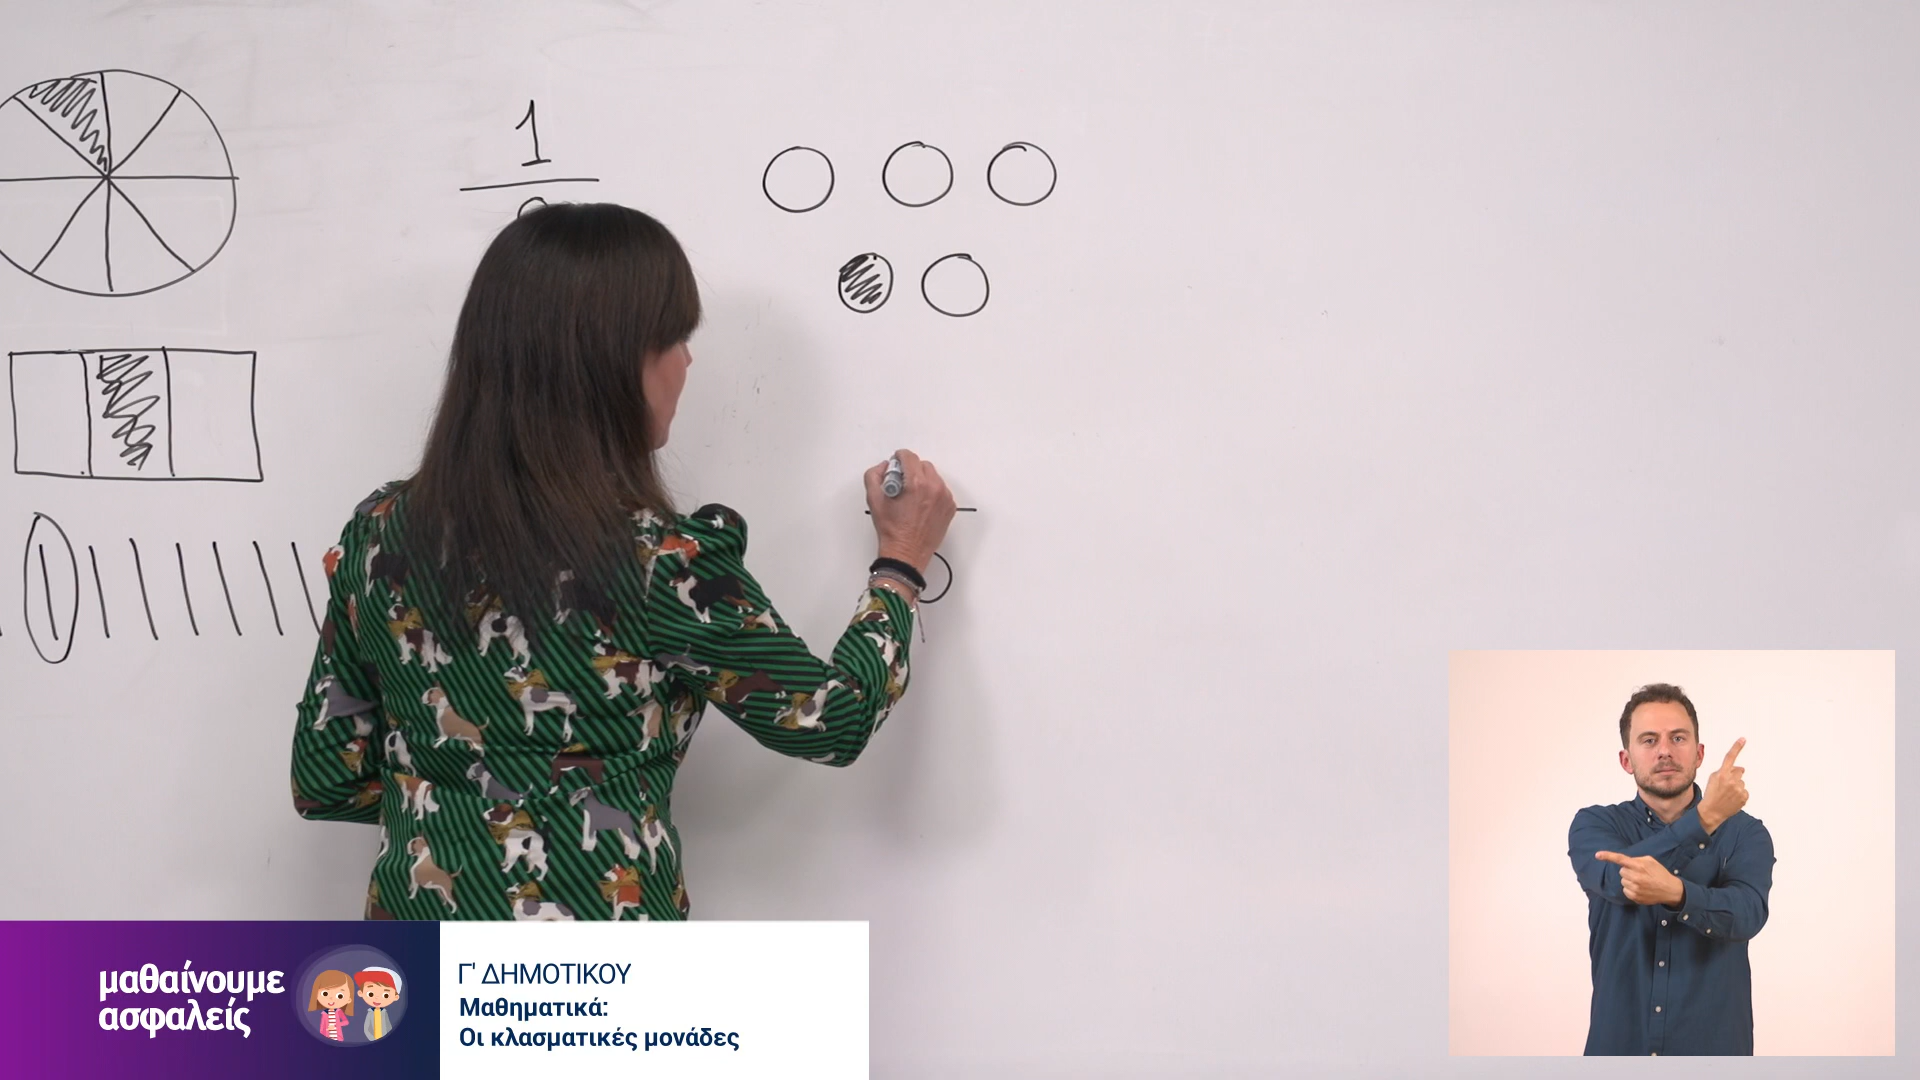 1
μαθαίνουμε
ασφαλείς
Γ' ΔΗΜΟΤΙΚΟΥ
Μαθηματικά:
Οι κλασματικές μονάδες